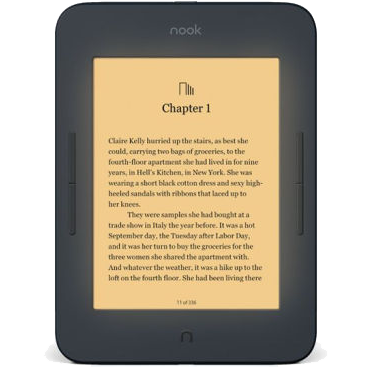 nook
Chapter 1
Claire Kelly hurried up the stairs, as best she
could, carrying two bags of groceries, to the
fourth-floor apartment she had lived in for nine
years, in Hell's Kitchen, in New York. She was
wearing a short black cotton dress and sexy high-
heeled sandals with ribbons that laced up to
her knees.
They were samples she had bought at a
trade show in Italy the year before. It was a hot
September day, the Tuesday after Labor Day,
and it was her turn to buy the groceries for the
three women she shared the apartment with.
And whatever the weather, it was a hike up to the
loft on the fourth floor. She had been living there
11 of 336